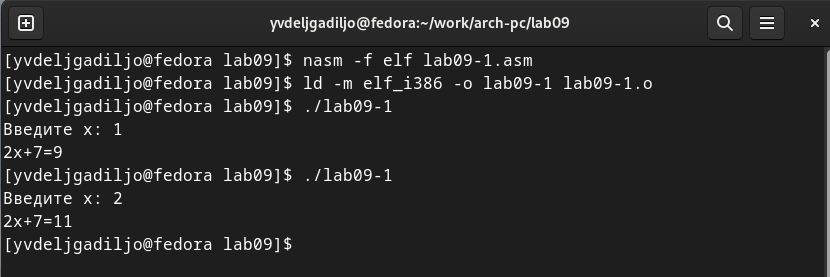 yvdeljgadiljo@fedora:~/work/arch-pc/lab09
[yvdeljgadiljo@fedora lab09]$ nasm -f elf lab09-1.asm
[yvdeljgadiljo@fedora lab09]$ ld -m elf_i386 -o lab09-1 lab09-1.o
[yvdeljgadiljo@fedora lab09]$ ./lab09-1
Введите x: 1
2x+7=9
[yvdeljgadiljo@fedora lab09]$ ./lab09-1
Введите x: 2
2x+7=11
[yvdeljgadiljo@fedora lab09]$